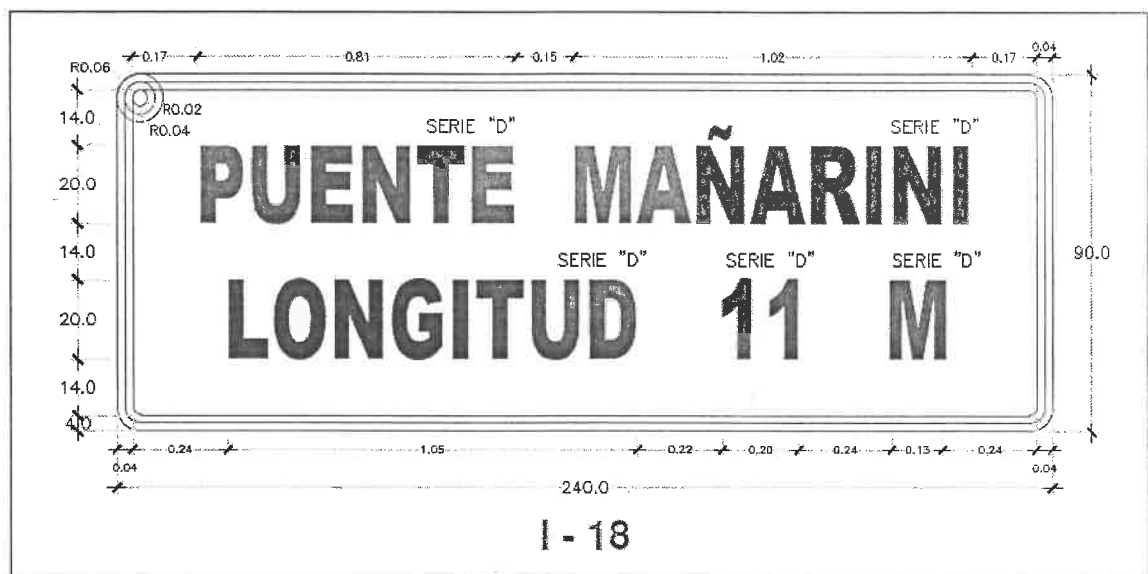 0.17 0.81 0.15 1.02 0.17 0.04
R0.06
R0.02
R0.04
14.0
SERIE "D" SERIE "D"
PUENTE MAÑARINI
20.0
14.0
90.0
SERIE "D" SERIE "D" SERIE "D"
LONGITUD 11 M
20.0
14.0
4.0
0.24 1.05 0.22 0.20 0.24 0.13 0.24
0.04 0.04
240.0
I - 18